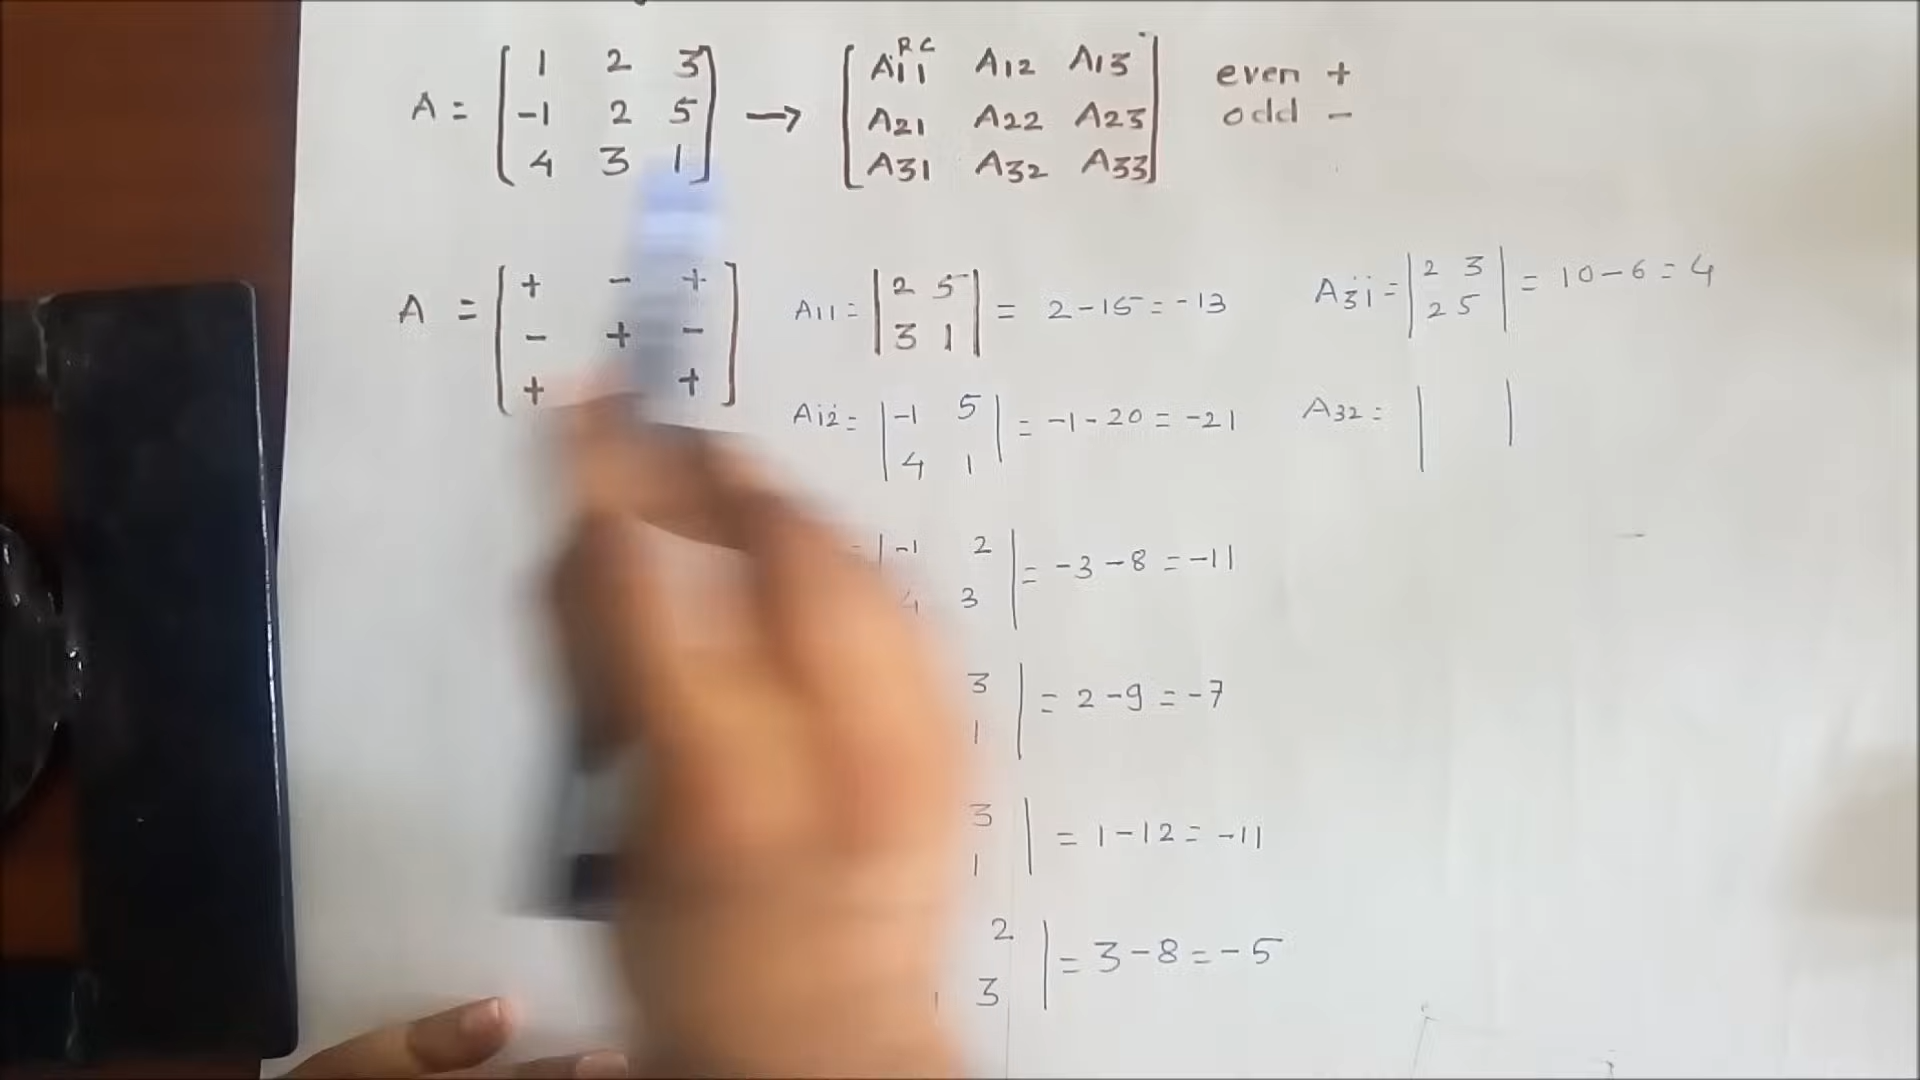 A = [ 1 2 3 → [ A11 RC A12 A13 even +
-1 2 5 A21 A22 A23 odd -
4 3 1 ] A31 A32 A33 ]
A = [ + - +
- + -
+ + ]
A11 = | 2 5 | = 2 - 15 = -13
3 1
A12 = | -1 5 | = -1 - 20 = -21
4 1
= | -1 2 | = -3 - 8 = -11
4 3
3 | = 2 - 9 = -7
1
3 | = 1 - 12 = -11
1
2 | = 3 - 8 = -5
3
A31 = | 2 3 | = 10 - 6 = 4
2 5
A32 = | |